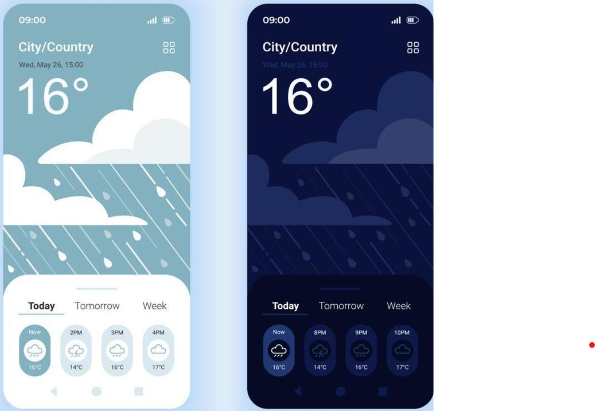 09:00
City/Country
Wed, May 26, 15:00
16°
Today Tomorrow Week
Now 2PM 3PM 4PM
16°C 14°C 16°C 17°C
09:00
City/Country
Wed, May 26, 15:00
16°
Today Tomorrow Week
Now 8PM 9PM 10PM
16°C 14°C 16°C 17°C